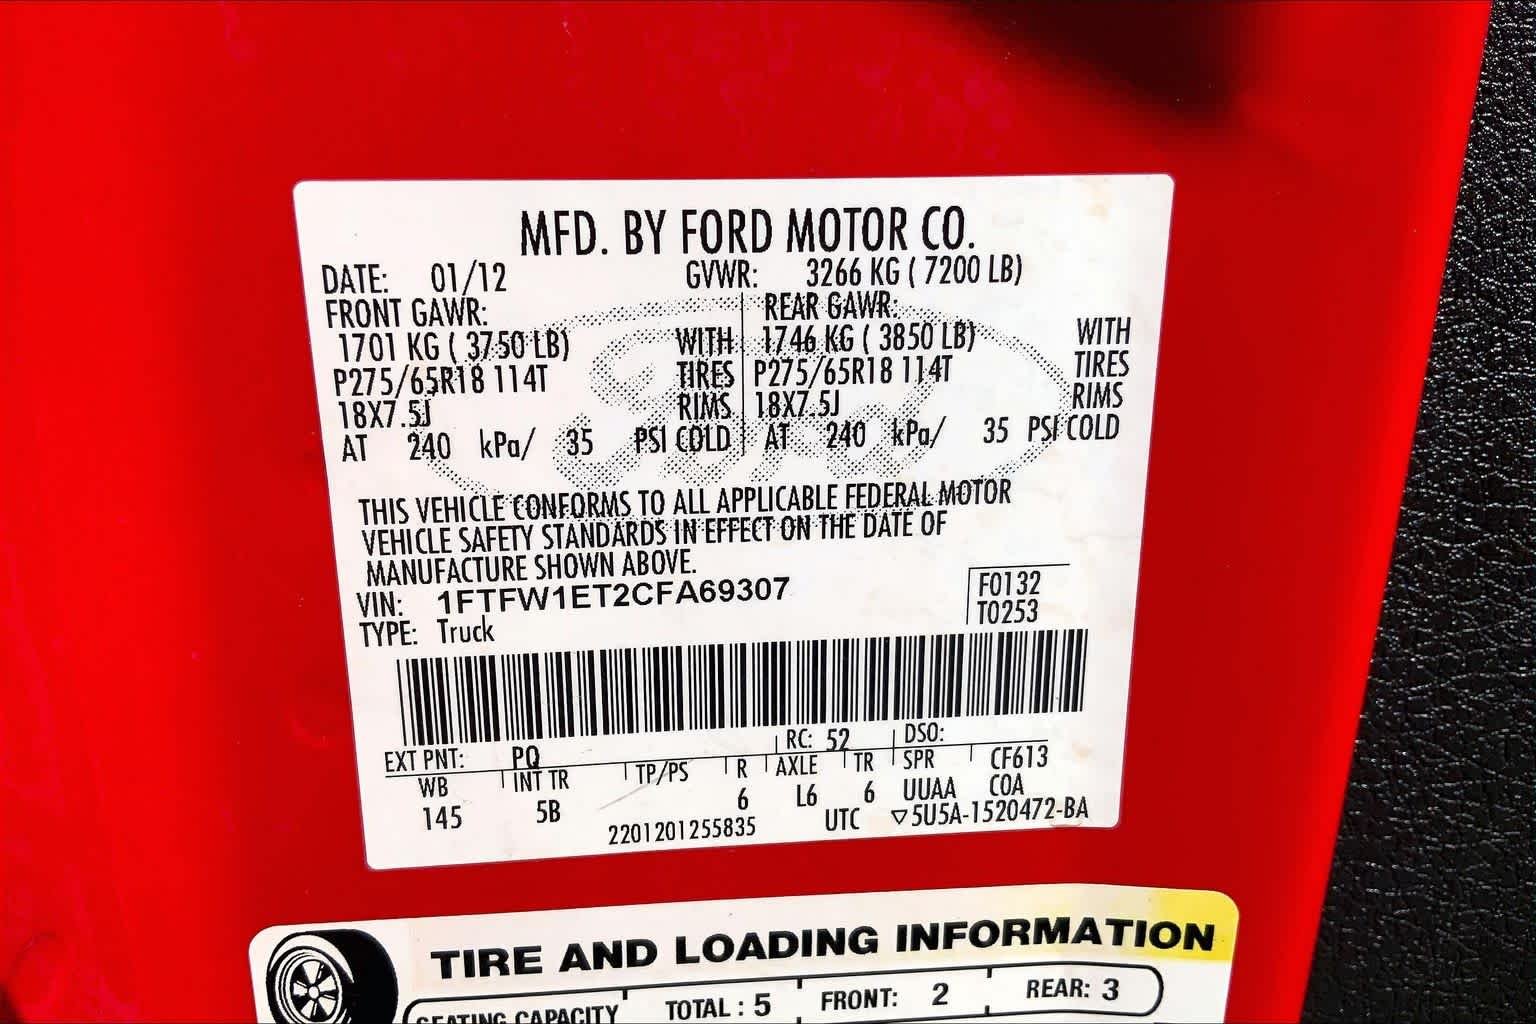 MFD. BY FORD MOTOR CO.
DATE: 01/12 GVWR: 3266 KG ( 7200 LB)
FRONT GAWR: REAR GAWR:
1701 KG ( 3750 LB) WITH 1746 KG ( 3850 LB) WITH
P275/65R18 114T TIRES P275/65R18 114T TIRES
18X7.5J RIMS 18X7.5J RIMS
AT 240 kPa/ 35 PSI COLD AT 240 kPa/ 35 PSI COLD
Ford
THIS VEHICLE CONFORMS TO ALL APPLICABLE FEDERAL MOTOR
VEHICLE SAFETY STANDARDS IN EFFECT ON THE DATE OF
MANUFACTURE SHOWN ABOVE.
VIN: 1FTFW1ET2CFA69307 F0132
TYPE: Truck T0253
EXT PNT: PQ RC: 52 DSO:
WB INT TR TP/PS R AXLE TR SPR CF613
145 5B 6 L6 6 UUAA COA
2201201255835 UTC ▽5U5A-1520472-BA
TIRE AND LOADING INFORMATION
SEATING CAPACITY TOTAL : 5 FRONT: 2 REAR: 3